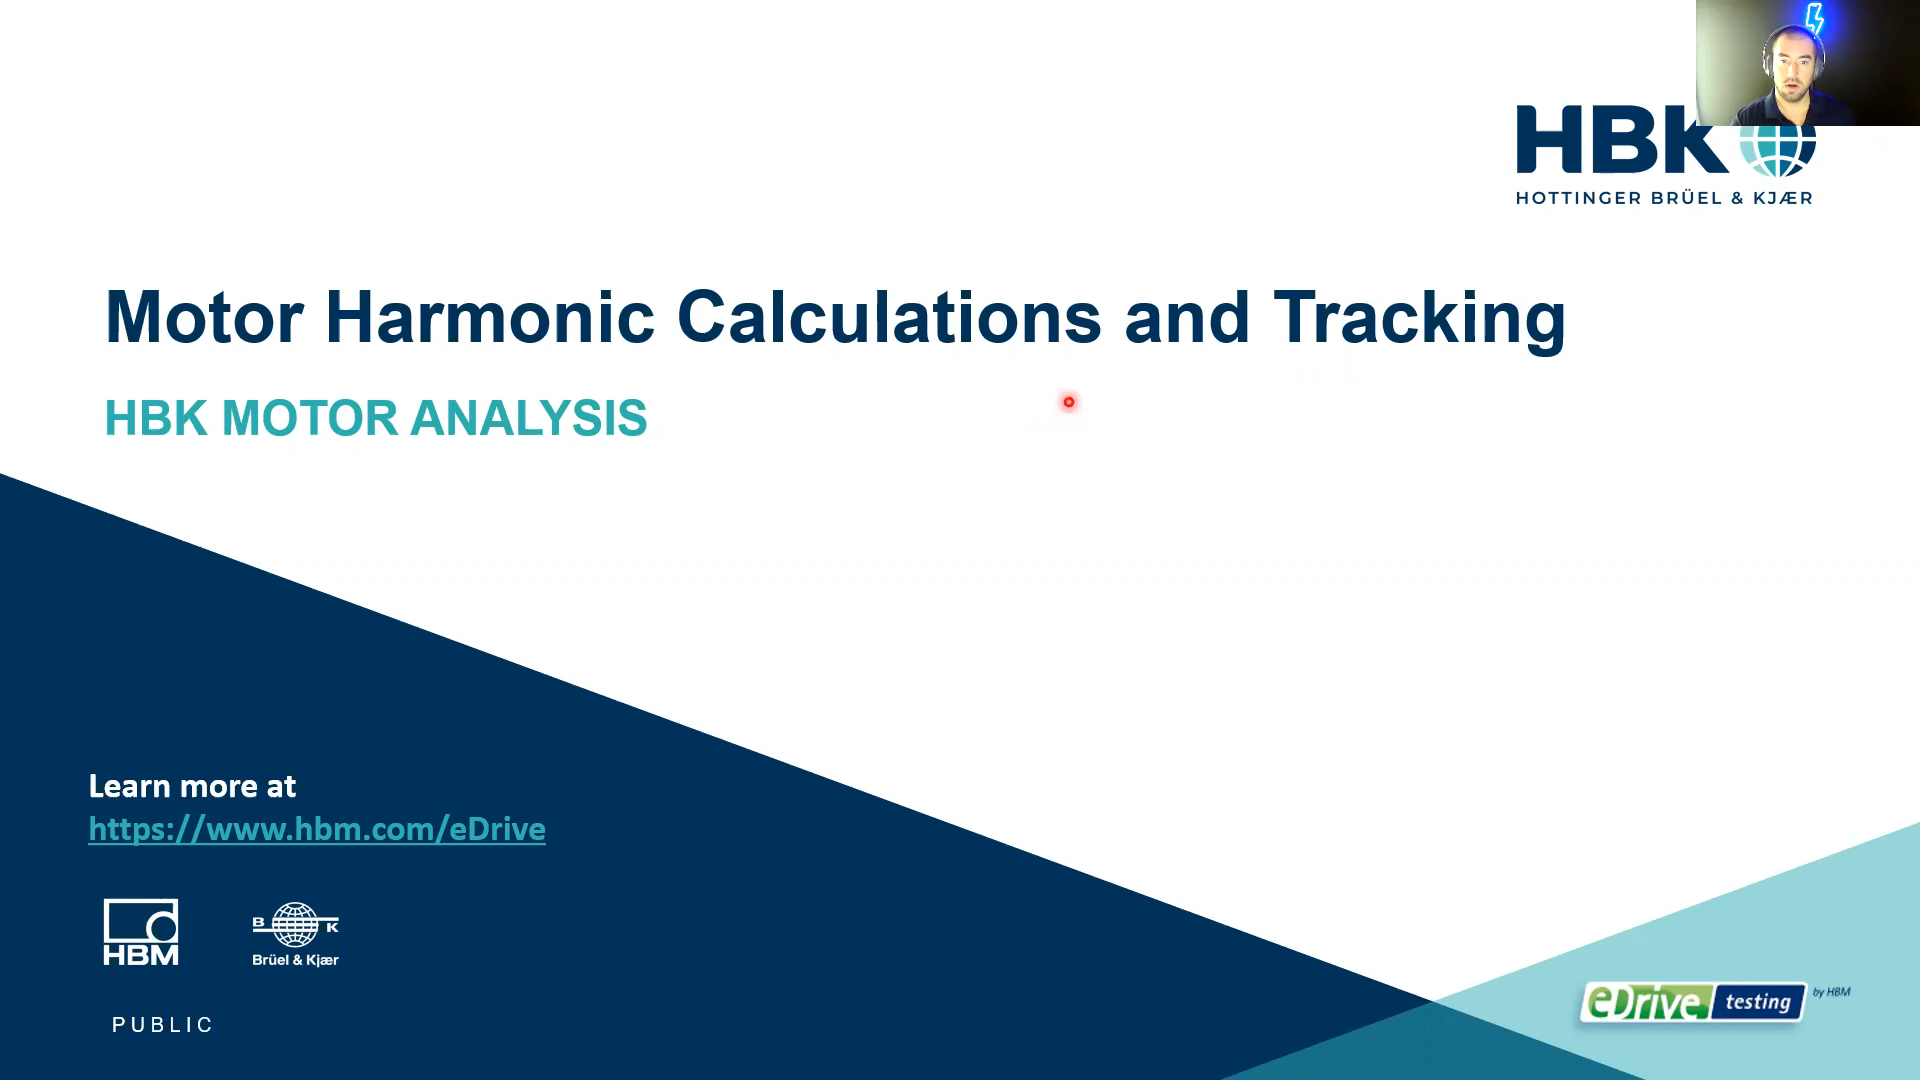 HBK
HOTTINGER BRÜEL & KJÆR
Motor Harmonic Calculations and Tracking
HBK MOTOR ANALYSIS
Learn more at
https://www.hbm.com/eDrive
HBM
B K
Brüel & Kjær
PUBLIC
eDrive testing by HBM